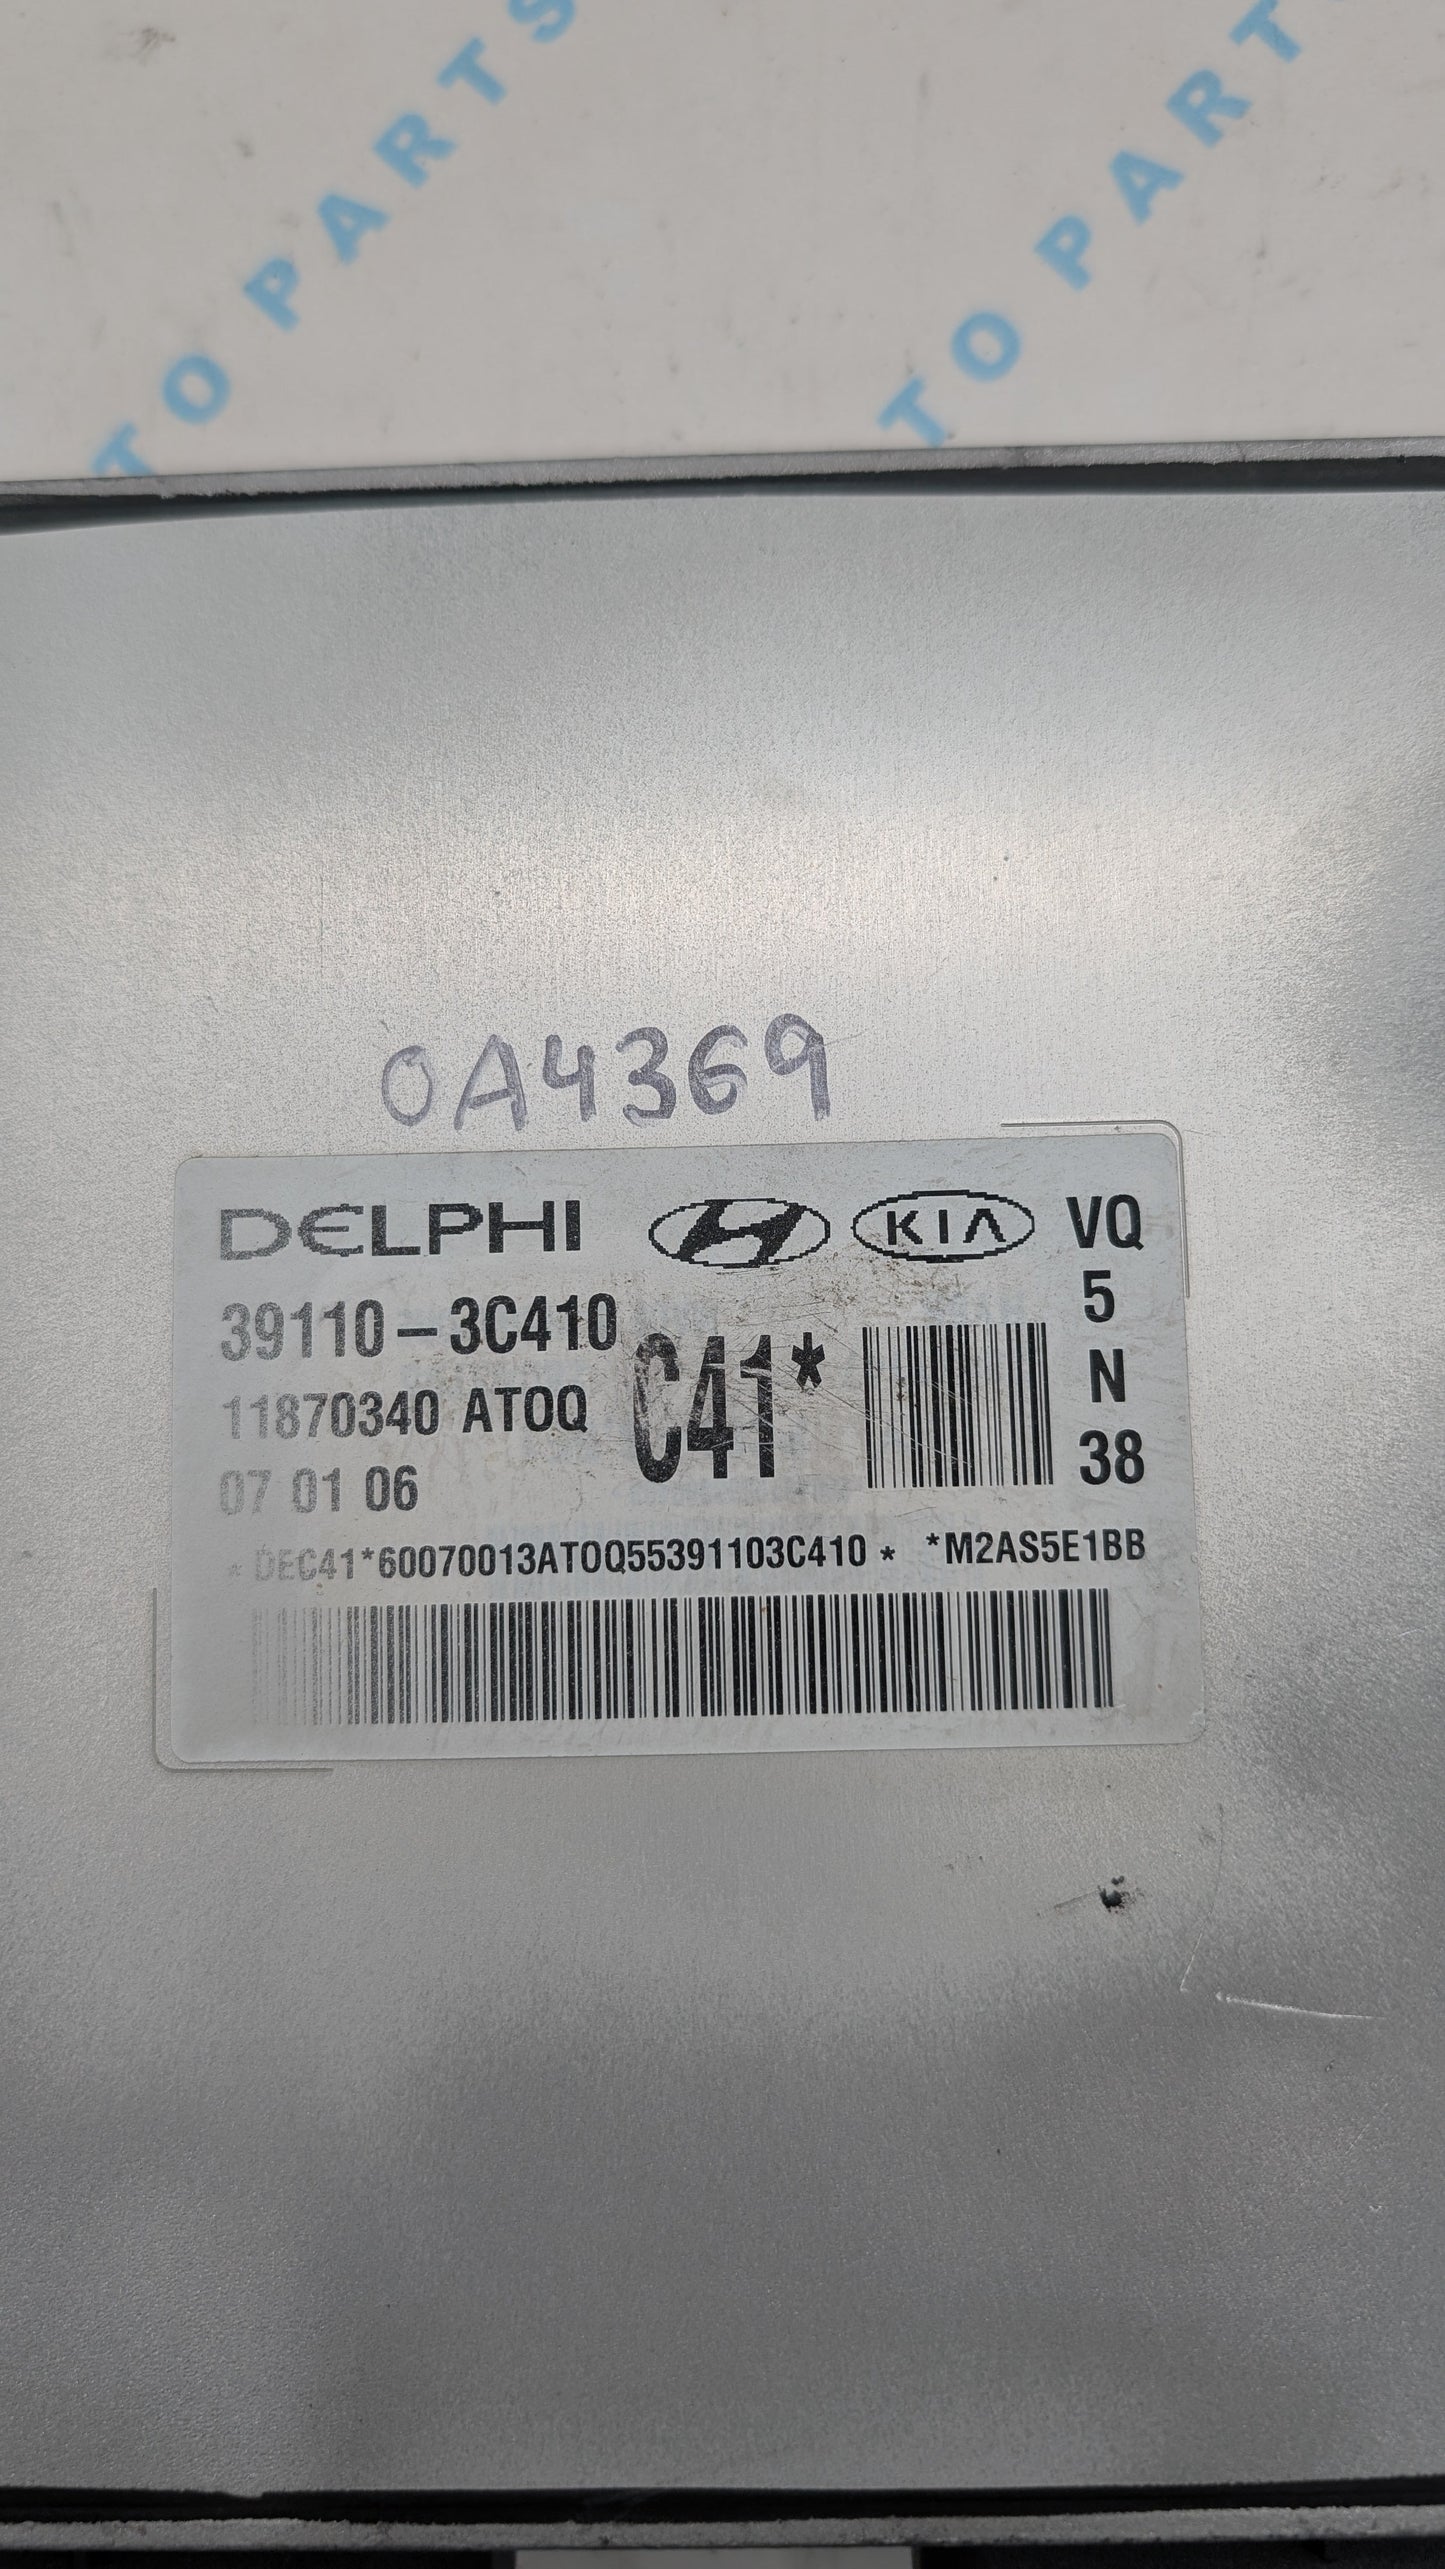 TO PARTS
TO PART
OA4369
DELPHI KIA VQ
39110-3C410 5
C41*
11870340 ATOQ N
07 01 06 38
*DEC41*60070013ATOQ55391103C410* *M2AS5E1BB